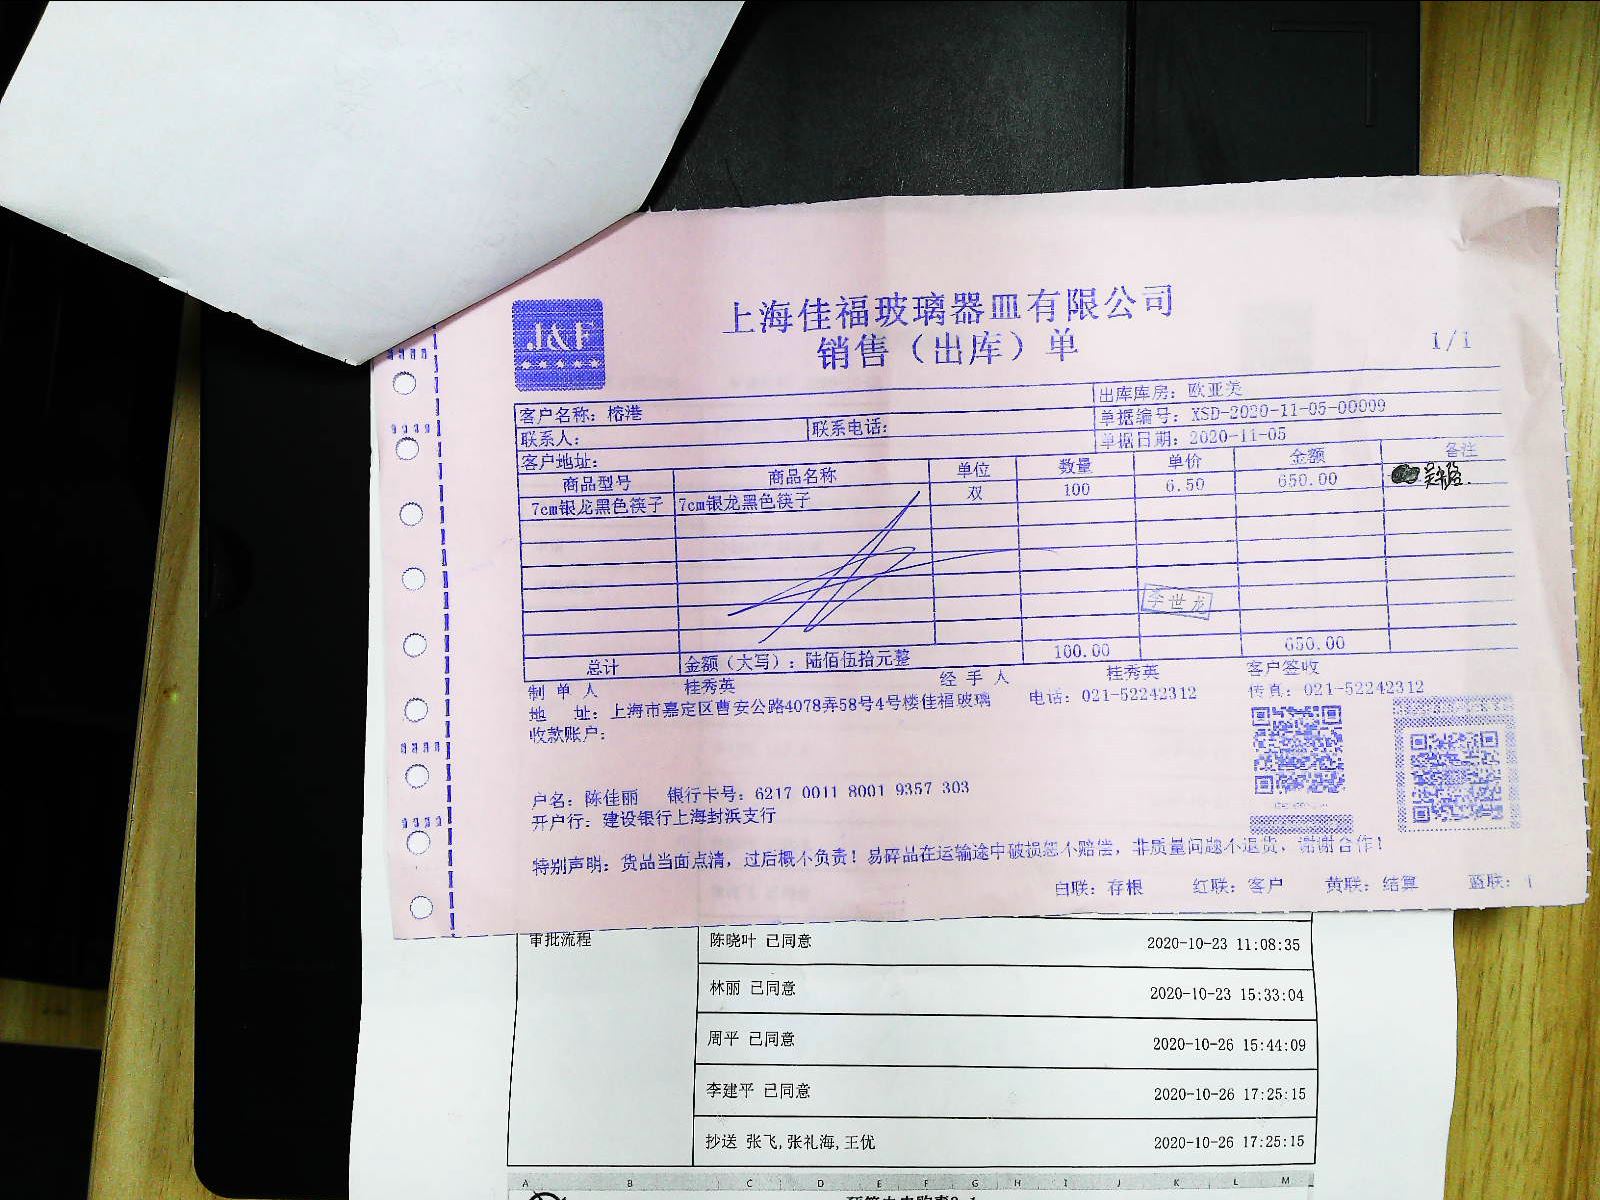 J&F
上海佳福玻璃器皿有限公司
销售（出库）单
1/1
出库库房：欧亚美
客户名称：榕港
单据编号：XSD-2020-11-05-00009
联系人：
联系电话：
单据日期：2020-11-05
客户地址：
商品型号 商品名称 单位 数量 单价 金额 备注
7cm银龙黑色筷子 7cm银龙黑色筷子 双 100 6.50 650.00
李世龙
总计 金额（大写）：陆佰伍拾元整 100.00 650.00
制单人 桂秀英 经手人 桂秀英 客户签收
地 址：上海市嘉定区曹安公路4078弄58号4号楼佳福玻璃 电话：021-52242312 传真：021-52242312
收款账户：
户名：陈佳丽 银行卡号：6217 0011 8001 9357 303
开户行：建设银行上海封浜支行
特别声明：货品当面点清，过后概不负责！易碎品在运输途中破损恕不赔偿，非质量问题不退货，谢谢合作！
白联：存根 红联：客户 黄联：结算 蓝联：
审批流程
陈晓叶 已同意 2020-10-23 11:08:35
林丽 已同意 2020-10-23 15:33:04
周平 已同意 2020-10-26 15:44:09
李建平 已同意 2020-10-26 17:25:15
抄送 张飞,张礼海,王优 2020-10-26 17:25:15
A B C D E F G H I J K L M